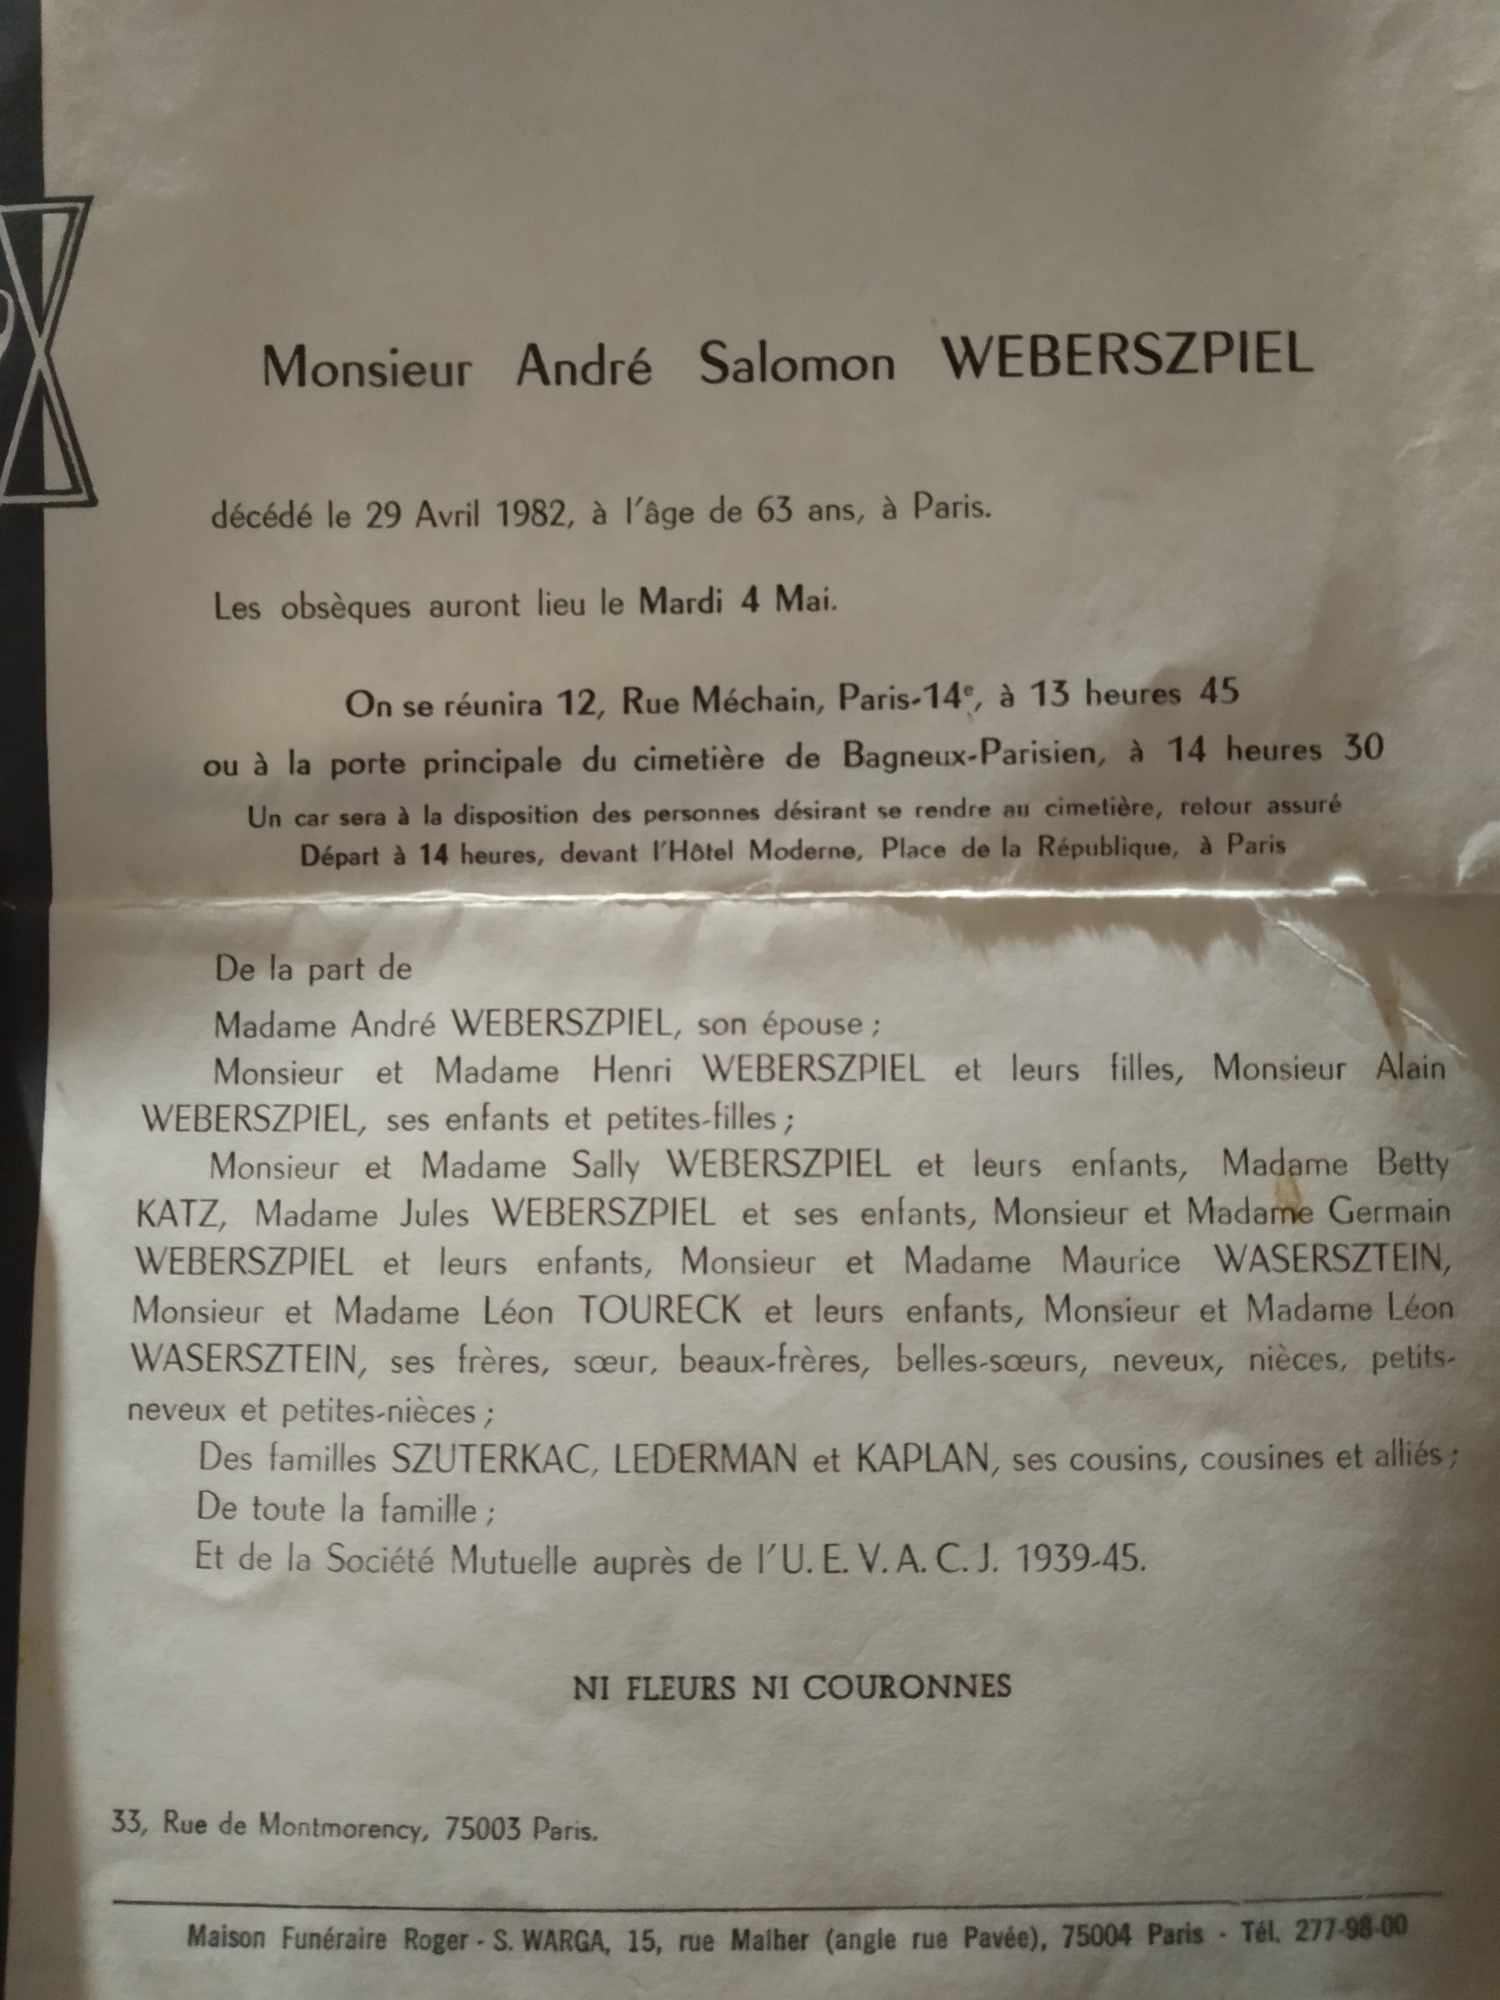 Monsieur André Salomon WEBERSZPIEL
décédé le 29 Avril 1982, à l'âge de 63 ans, à Paris.
Les obsèques auront lieu le Mardi 4 Mai.
On se réunira 12, Rue Méchain, Paris-14e, à 13 heures 45
ou à la porte principale du cimetière de Bagneux-Parisien, à 14 heures 30
Un car sera à la disposition des personnes désirant se rendre au cimetière, retour assuré
Départ à 14 heures, devant l'Hôtel Moderne, Place de la République, à Paris
De la part de
Madame André WEBERSZPIEL, son épouse ;
Monsieur et Madame Henri WEBERSZPIEL et leurs filles, Monsieur Alain
WEBERSZPIEL, ses enfants et petites-filles ;
Monsieur et Madame Sally WEBERSZPIEL et leurs enfants, Madame Betty
KATZ, Madame Jules WEBERSZPIEL et ses enfants, Monsieur et Madame Germain
WEBERSZPIEL et leurs enfants, Monsieur et Madame Maurice WASERSZTEIN,
Monsieur et Madame Léon TOURECK et leurs enfants, Monsieur et Madame Léon
WASERSZTEIN, ses frères, sœur, beaux-frères, belles-sœurs, neveux, nièces, petits-
neveux et petites-nièces ;
Des familles SZUTERKAC, LEDERMAN et KAPLAN, ses cousins, cousines et alliés ;
De toute la famille ;
Et de la Société Mutuelle auprès de l'U. E. V. A. C. J. 1939-45.
NI FLEURS NI COURONNES
33, Rue de Montmorency, 75003 Paris.
Maison Funéraire Roger - S. WARGA, 15, rue Malher (angle rue Pavée), 75004 Paris - Tél. 277-98-00